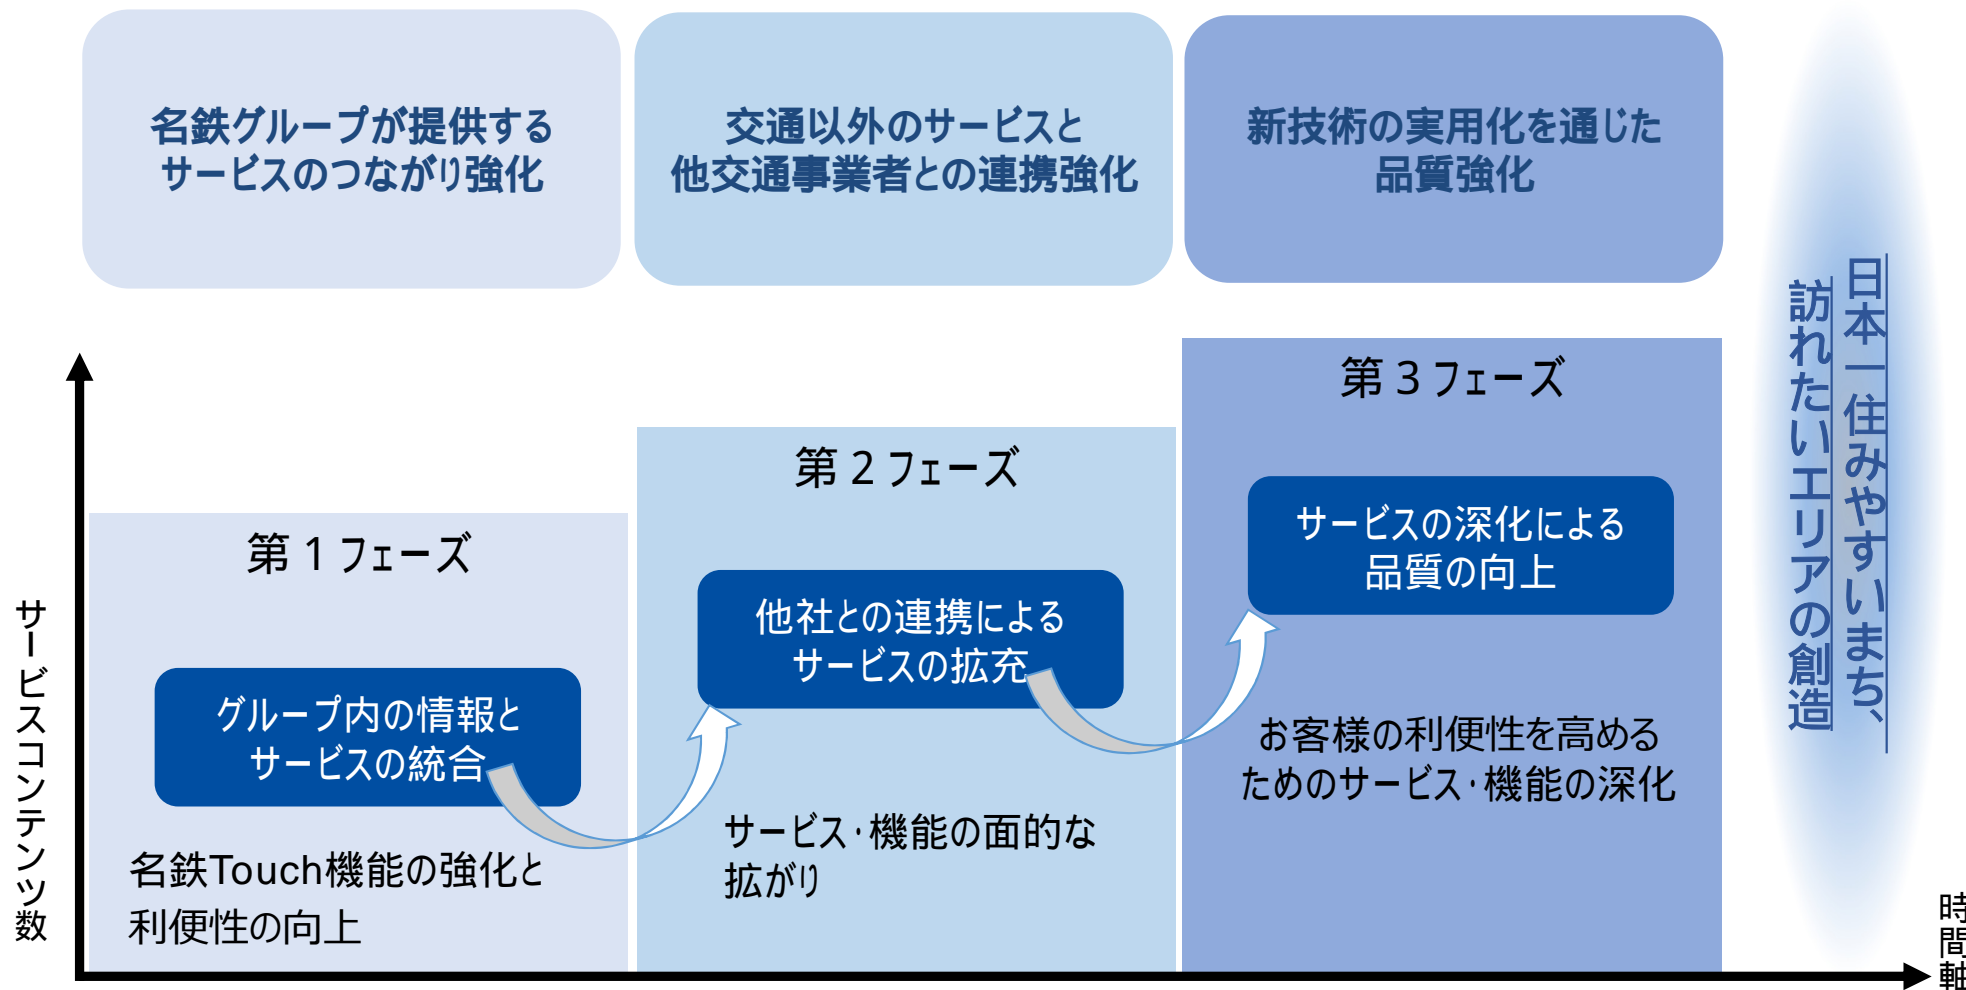 名鉄グループが提供する
サービスのつながり強化
交通以外のサービスと
他交通事業者との連携強化
新技術の実用化を通じた
品質強化
日本一住みやすいまち、
訪れたいエリアの創造
第1フェーズ
グループ内の情報と
サービスの統合
名鉄Touch機能の強化と
利便性の向上
第2フェーズ
他社との連携による
サービスの拡充
サービス・機能の面的な
拡がり
第3フェーズ
サービスの深化による
品質の向上
お客様の利便性を高める
ためのサービス・機能の深化
サービスコンテンツ数
時間軸